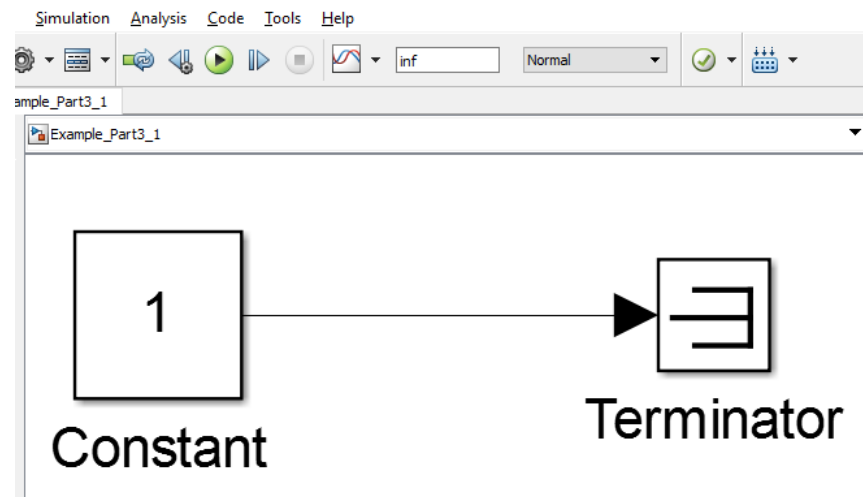 Simulation Analysis Code Tools Help
inf Normal
ample_Part3_1
Example_Part3_1
1
Constant
Terminator